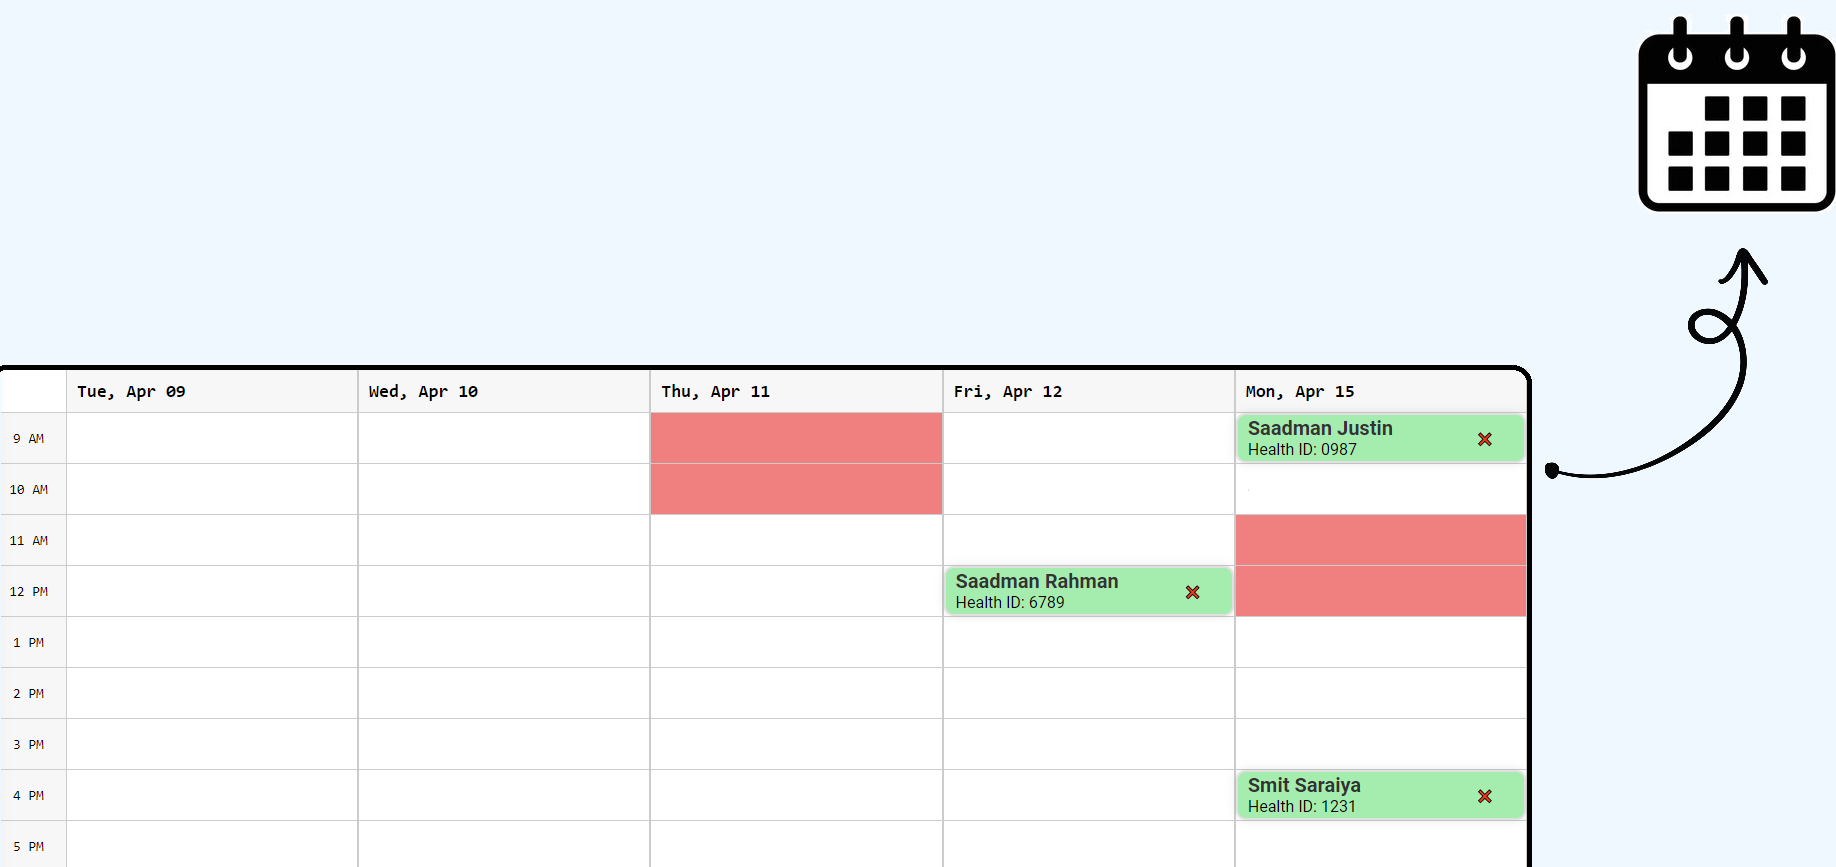 Tue, Apr 09 Wed, Apr 10 Thu, Apr 11 Fri, Apr 12 Mon, Apr 15
9 AM
Saadman Justin
Health ID: 0987
10 AM
11 AM
12 PM
Saadman Rahman
Health ID: 6789
1 PM
2 PM
3 PM
4 PM
Smit Saraiya
Health ID: 1231
5 PM